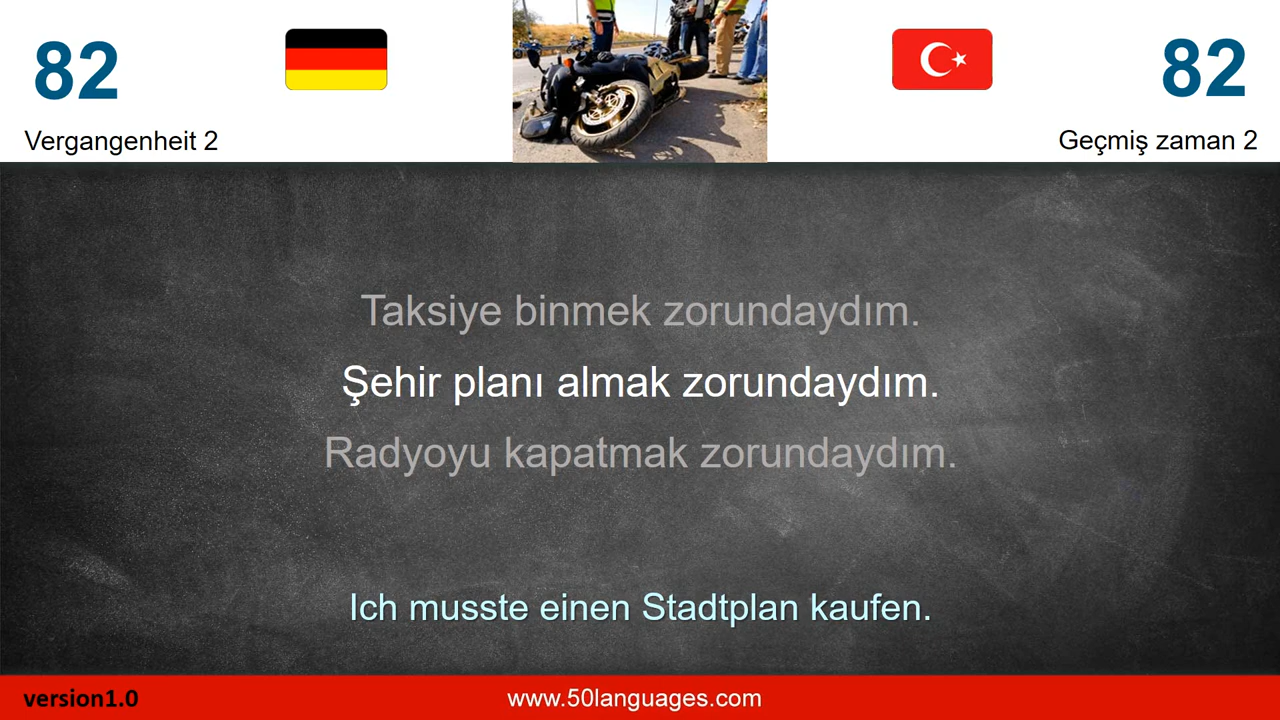 82
82
Vergangenheit 2
Geçmiş zaman 2
Taksiye binmek zorundaydım.
Şehir planı almak zorundaydım.
Radyoyu kapatmak zorundaydım.
Ich musste einen Stadtplan kaufen.
version1.0
www.50languages.com